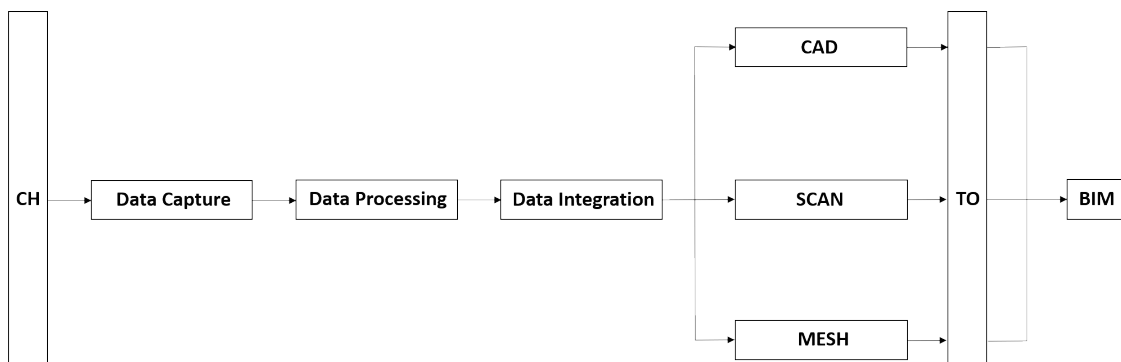 CH
Data Capture
Data Processing
Data Integration
CAD
SCAN
MESH
TO
BIM